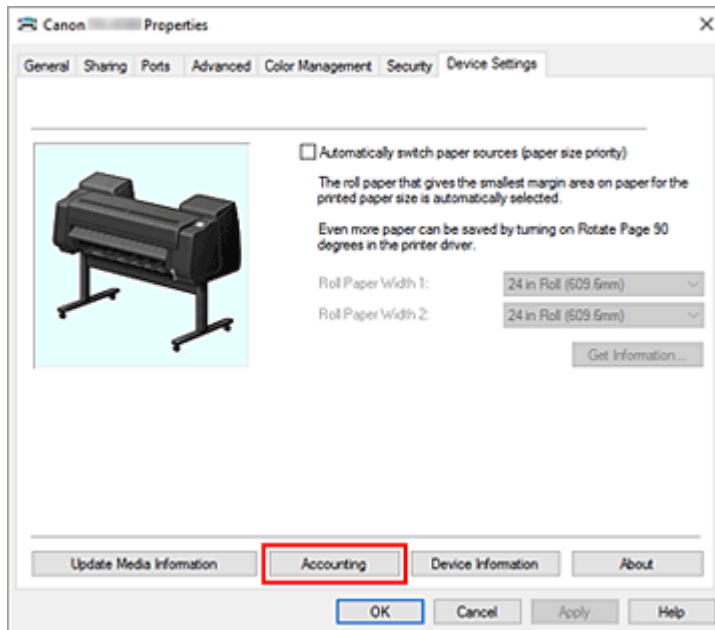 Canon Properties
General Sharing Ports Advanced Color Management Security Device Settings
Automatically switch paper sources (paper size priority)
The roll paper that gives the smallest margin area on paper for the
printed paper size is automatically selected.
Even more paper can be saved by turning on Rotate Page 90
degrees in the printer driver.
Roll Paper Width 1: 24 in Roll (609.6mm)
Roll Paper Width 2: 24 in Roll (609.6mm)
Get Information...
Update Media Information Accounting Device Information About
OK Cancel Apply Help